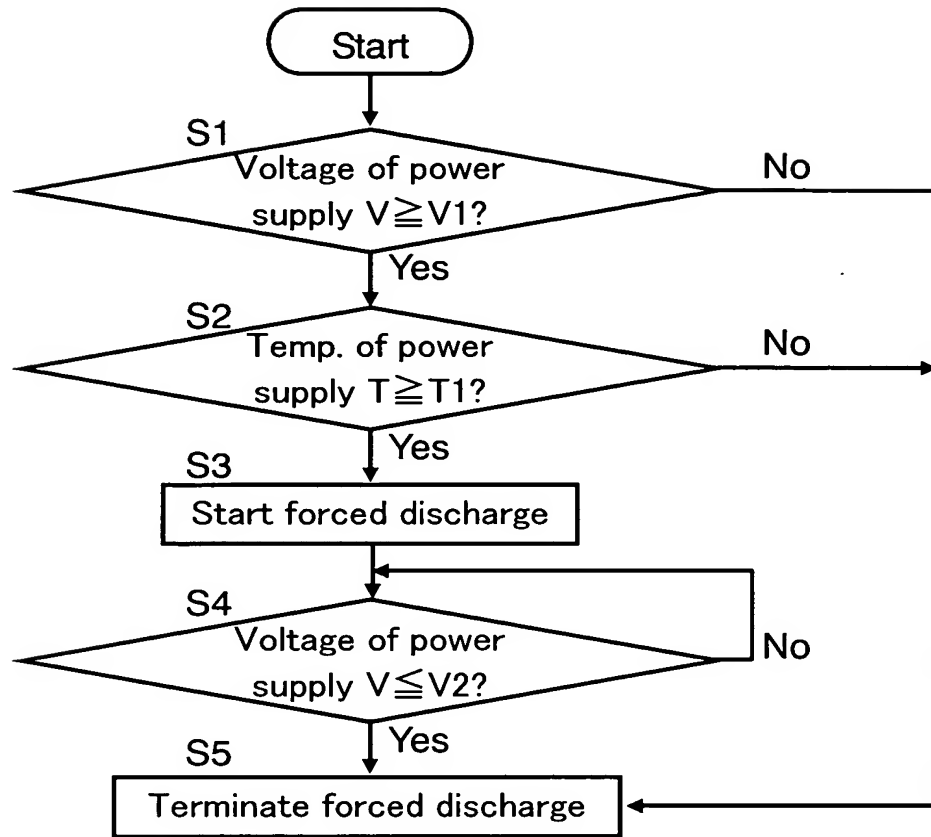 Start
S1
Voltage of power
supply V≧V1?
No
Yes
S2
Temp. of power
supply T≧T1?
No
Yes
S3
Start forced discharge
S4
Voltage of power
supply V≦V2?
No
Yes
S5
Terminate forced discharge